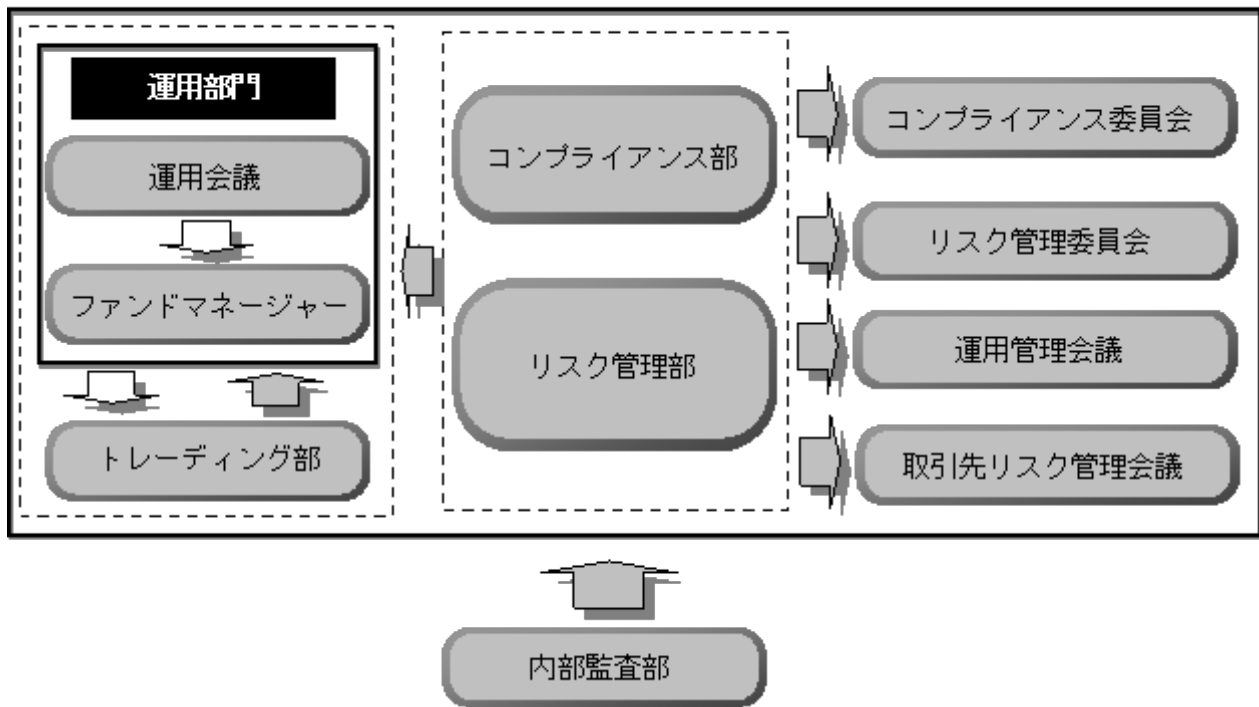 運用部門
運用会議
ファンドマネージャー
トレーディング部
コンプライアンス部
リスク管理部
コンプライアンス委員会
リスク管理委員会
運用管理会議
取引先リスク管理会議
内部監査部